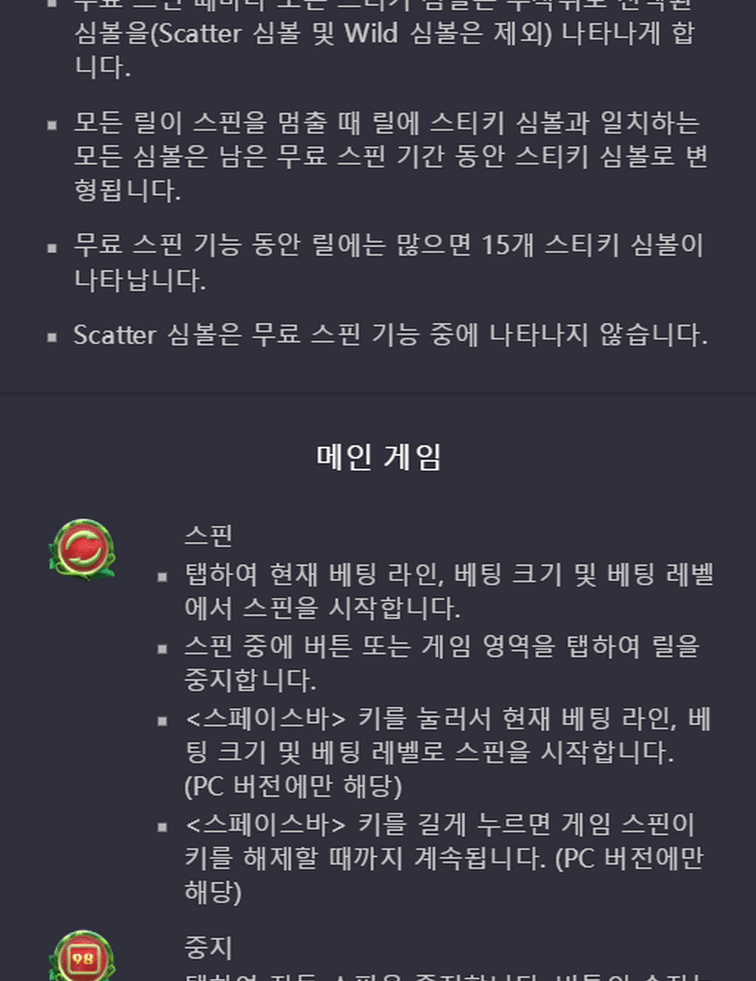 심볼을(Scatter 심볼 및 Wild 심볼은 제외) 나타나게 합
니다.
모든 릴이 스핀을 멈출 때 릴에 스티키 심볼과 일치하는
모든 심볼은 남은 무료 스핀 기간 동안 스티키 심볼로 변
형됩니다.
무료 스핀 기능 동안 릴에는 많으면 15개 스티키 심볼이
나타납니다.
Scatter 심볼은 무료 스핀 기능 중에 나타나지 않습니다.
메인 게임
스핀
탭하여 현재 베팅 라인, 베팅 크기 및 베팅 레벨
에서 스핀을 시작합니다.
스핀 중에 버튼 또는 게임 영역을 탭하여 릴을
중지합니다.
<스페이스바> 키를 눌러서 현재 베팅 라인, 베
팅 크기 및 베팅 레벨로 스핀을 시작합니다.
(PC 버전에만 해당)
<스페이스바> 키를 길게 누르면 게임 스핀이
키를 해제할 때까지 계속됩니다. (PC 버전에만
해당)
98
중지